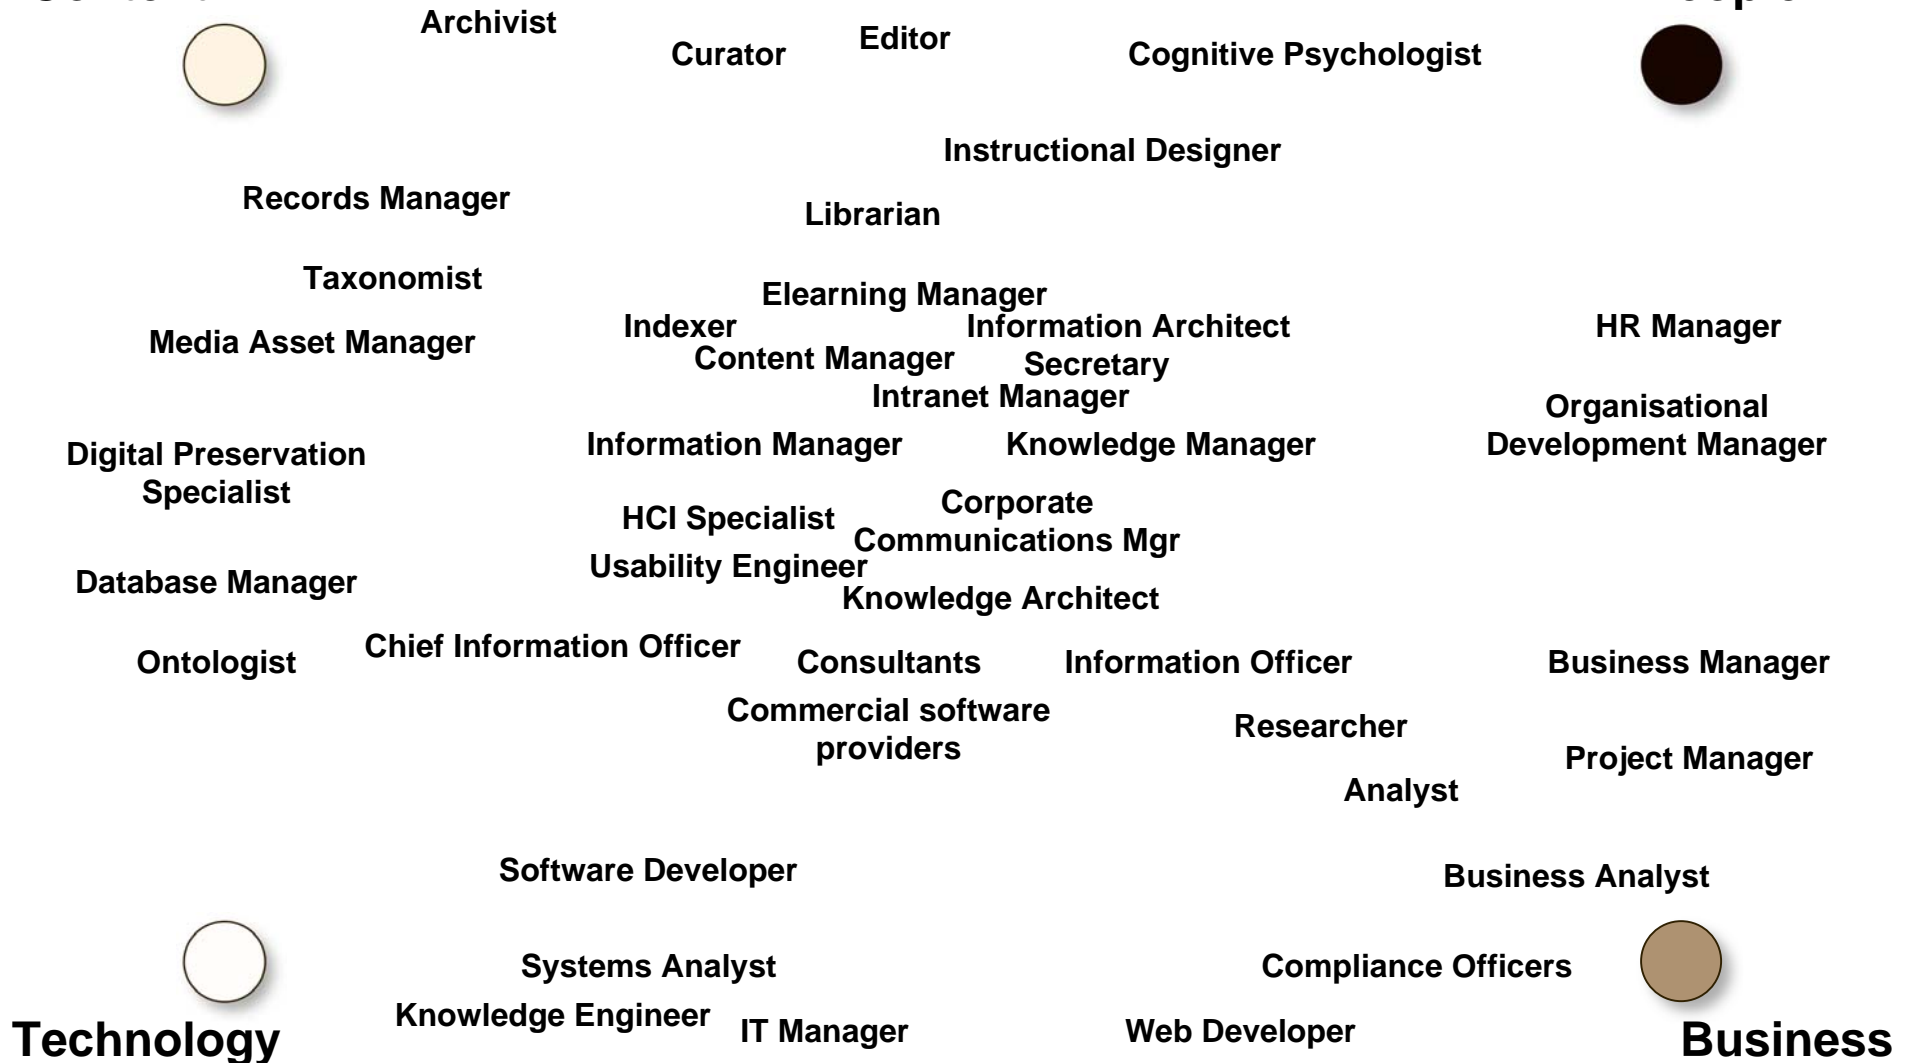 Archivist
Editor
Curator
Cognitive Psychologist
Instructional Designer
Records Manager
Librarian
Taxonomist
Elearning Manager
Indexer
Information Architect
HR Manager
Media Asset Manager
Content Manager
Secretary
Intranet Manager
Organisational
Development Manager
Information Manager
Knowledge Manager
Digital Preservation
Specialist
Corporate
Communications Mgr
HCI Specialist
Usability Engineer
Database Manager
Knowledge Architect
Chief Information Officer
Ontologist
Consultants
Information Officer
Business Manager
Commercial software
providers
Researcher
Project Manager
Analyst
Software Developer
Business Analyst
Systems Analyst
Compliance Officers
Knowledge Engineer
IT Manager
Web Developer
Technology
Business